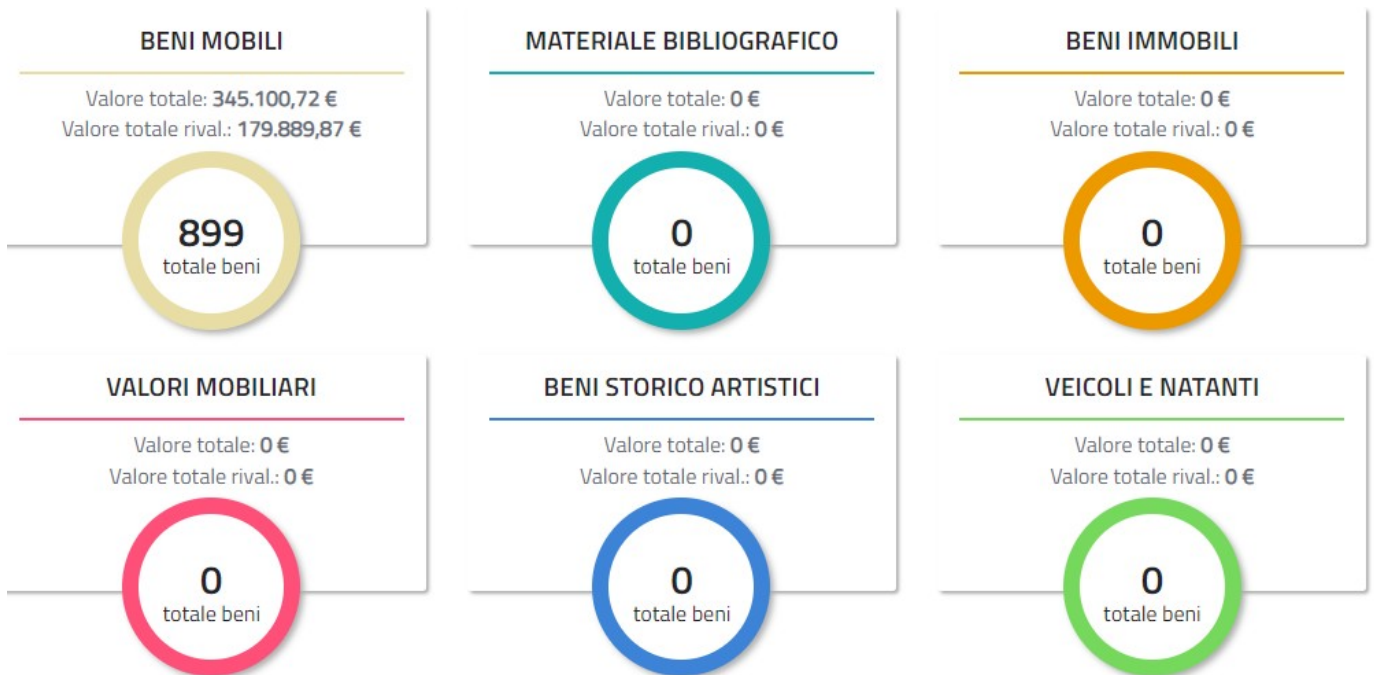 BENI MOBILI
Valore totale: 345.100,72 €
Valore totale rival.: 179.889,87 €
899
totale beni
MATERIALE BIBLIOGRAFICO
Valore totale: 0 €
Valore totale rival.: 0 €
0
totale beni
BENI IMMOBILI
Valore totale: 0 €
Valore totale rival.: 0 €
0
totale beni
VALORI MOBILIARI
Valore totale: 0 €
Valore totale rival.: 0 €
0
totale beni
BENI STORICO ARTISTICI
Valore totale: 0 €
Valore totale rival.: 0 €
0
totale beni
VEICOLI E NATANTI
Valore totale: 0 €
Valore totale rival.: 0 €
0
totale beni